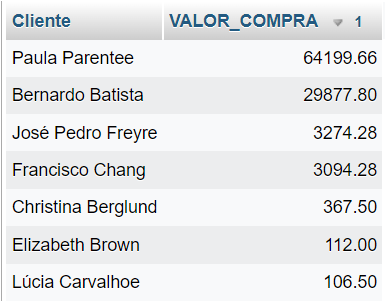 Cliente VALOR_COMPRA 1
Paula Parentee 64199.66
Bernardo Batista 29877.80
José Pedro Freyre 3274.28
Francisco Chang 3094.28
Christina Berglund 367.50
Elizabeth Brown 112.00
Lúcia Carvalhoe 106.50